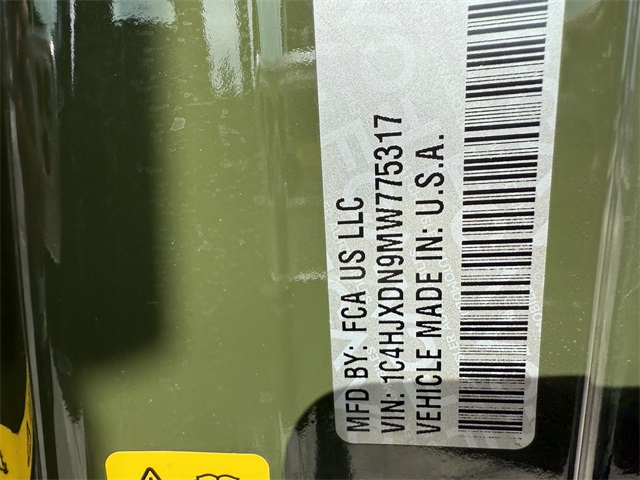 MFD BY: FCA US LLC
VIN: 1C4HJXDN9MW775317
VEHICLE MADE IN: U.S.A.